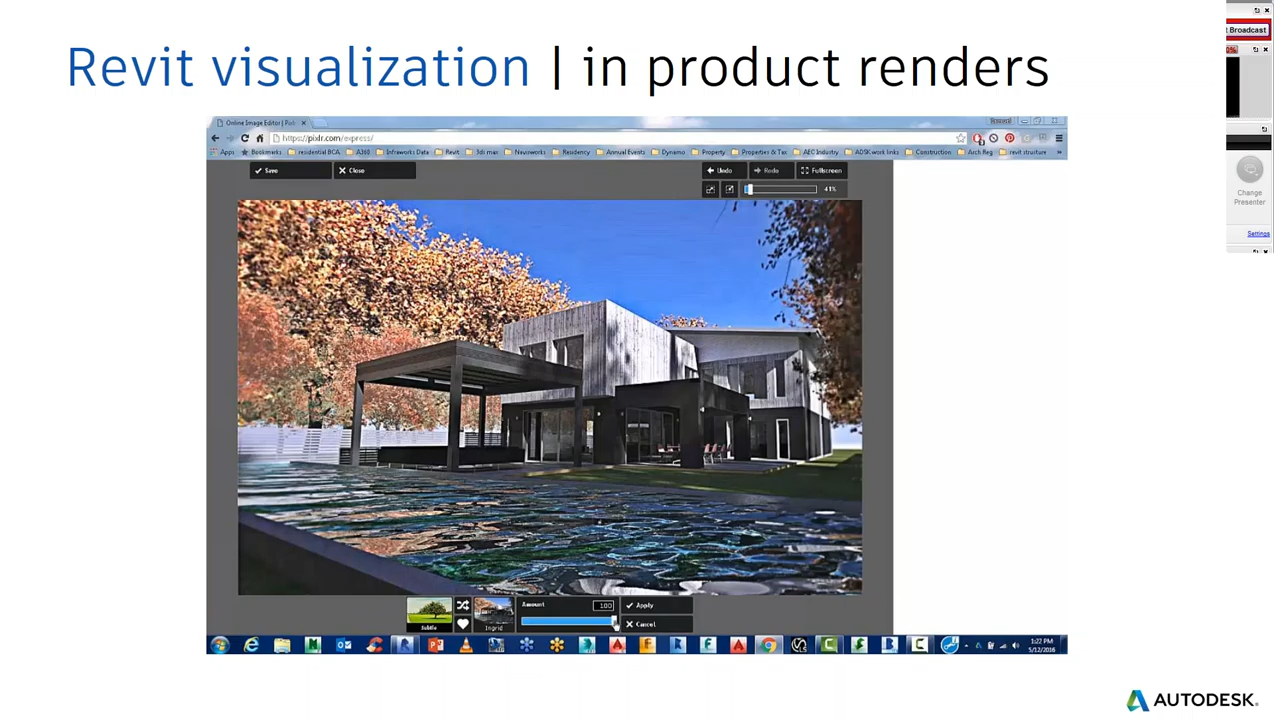 Revit visualization | in product renders
Broadcast
Online Image Editor | Pixlr
https://pixlr.com/express/
Apps Bookmarks residential BCA A360 Infraworks Data Revit 3ds max Navisworks Residency Annual Events Dynamo Property Properties & Tax AEC Industry ADSK work links Construction Arch Reg revit structure »
Save Close Undo Redo Fullscreen
41%
Change
Presenter
Settings
Amount 100 Apply
Subtle Ingrid Cancel
1:22 PM
5/12/2016
AUTODESK.